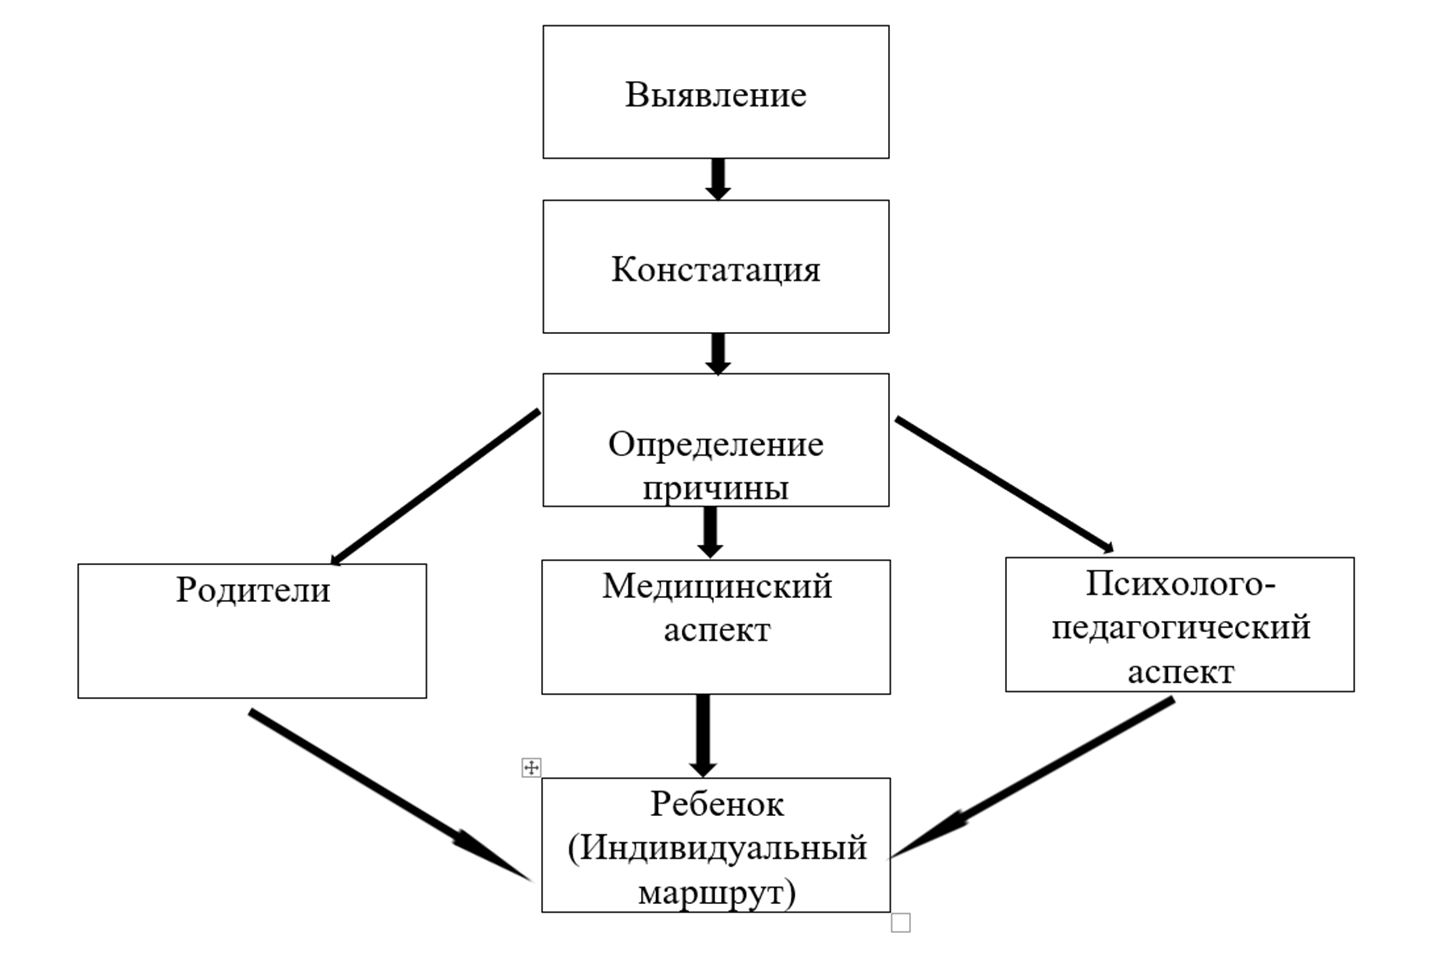 Выявление
Констатация
Определение
причины
Родители
Медицинский
аспект
Психолого-
педагогический
аспект
Ребенок
(Индивидуальный
маршрут)